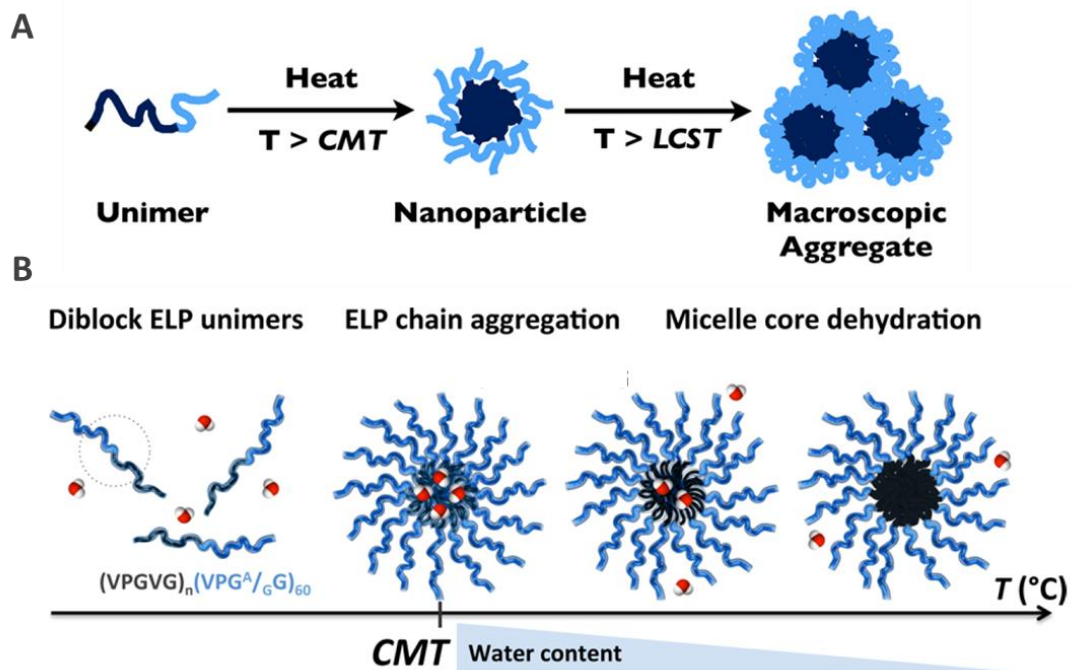 A
Heat
T > CMT
Heat
T > LCST
Unimer
Nanoparticle
Macroscopic
Aggregate
B
Diblock ELP unimers
ELP chain aggregation
Micelle core dehydration
(VPGVG)n(VPGA/GG)60
T (°C)
CMT
Water content